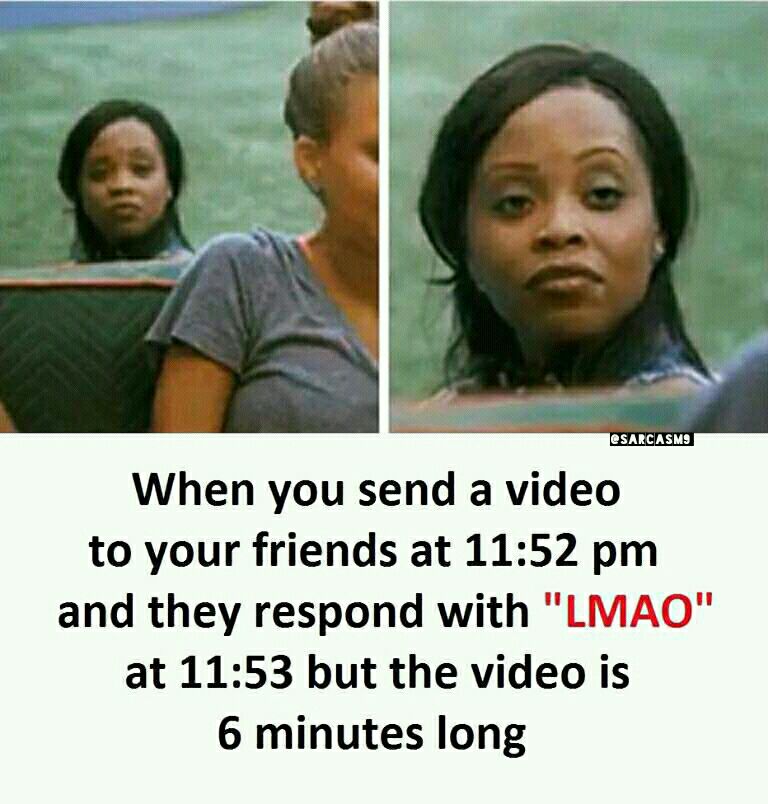 @SARCASM9
When you send a video
to your friends at 11:52 pm
and they respond with "LMAO"
at 11:53 but the video is
6 minutes long